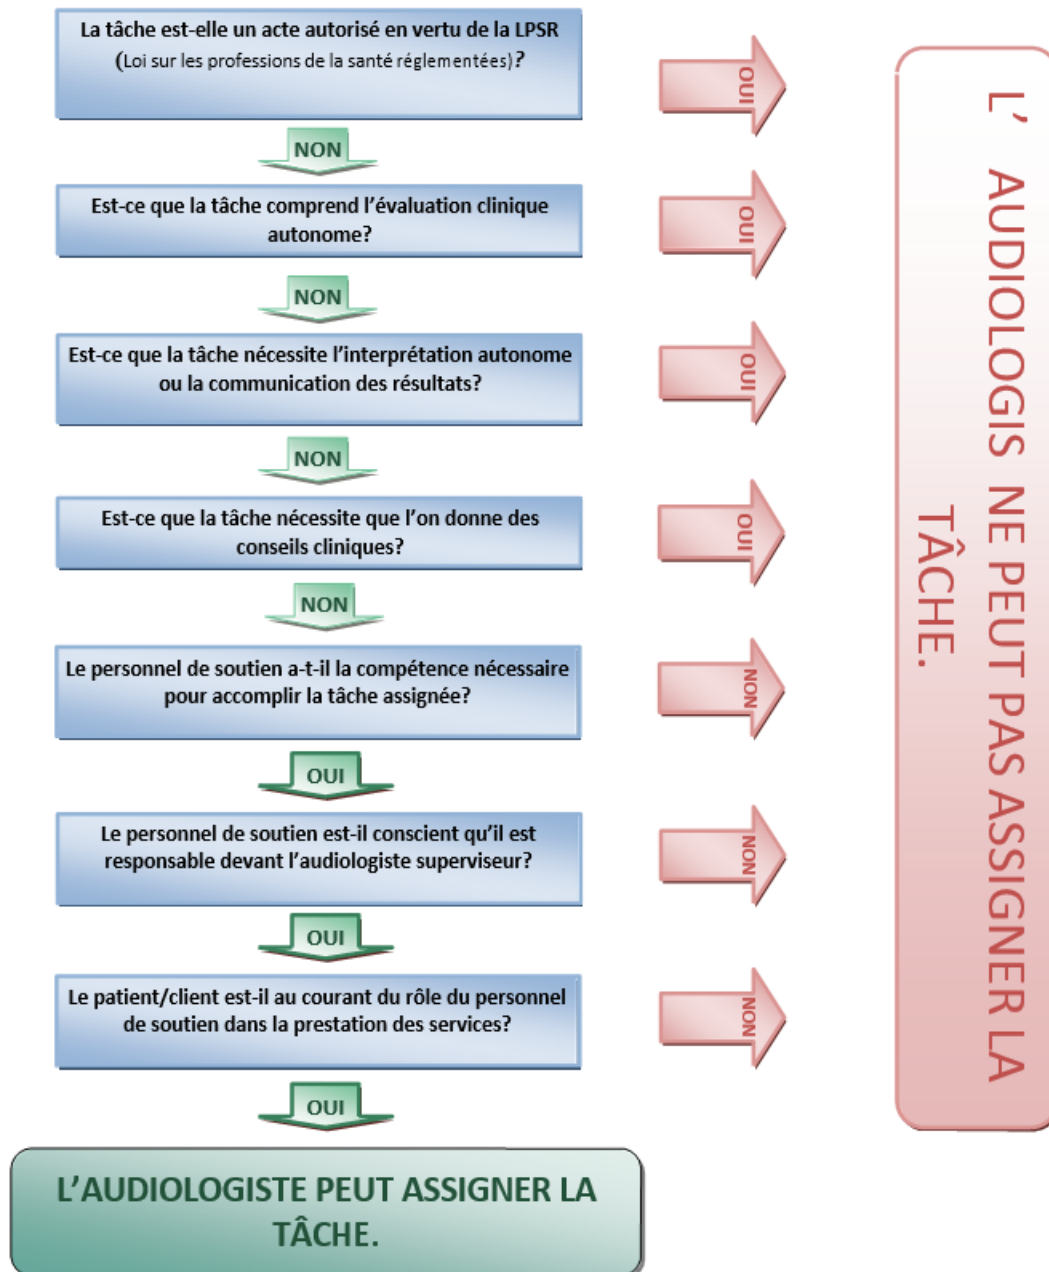 La tâche est-elle un acte autorisé en vertu de la LPSR
(Loi sur les professions de la santé réglementées)?
OUI
NON
Est-ce que la tâche comprend l'évaluation clinique
autonome?
OUI
NON
Est-ce que la tâche nécessite l'interprétation autonome
ou la communication des résultats?
OUI
NON
Est-ce que la tâche nécessite que l'on donne des
conseils cliniques?
OUI
NON
Le personnel de soutien a-t-il la compétence nécessaire
pour accomplir la tâche assignée?
NON
OUI
Le personnel de soutien est-il conscient qu'il est
responsable devant l'audiologiste superviseur?
NON
OUI
Le patient/client est-il au courant du rôle du personnel
de soutien dans la prestation des services?
NON
OUI
L'AUDIOLOGISTE PEUT ASSIGNER LA
TÂCHE.
L' AUDIOLOGIS NE PEUT PAS ASSIGNER LA
TÂCHE.